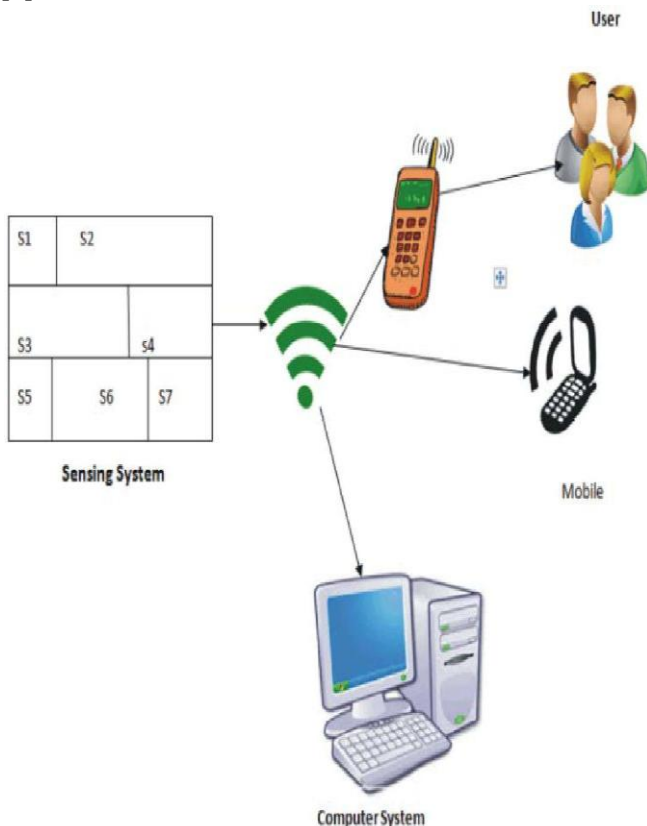 User
S1 S2
S3 s4
S5 S6 S7
Sensing System
Mobile
Computer System